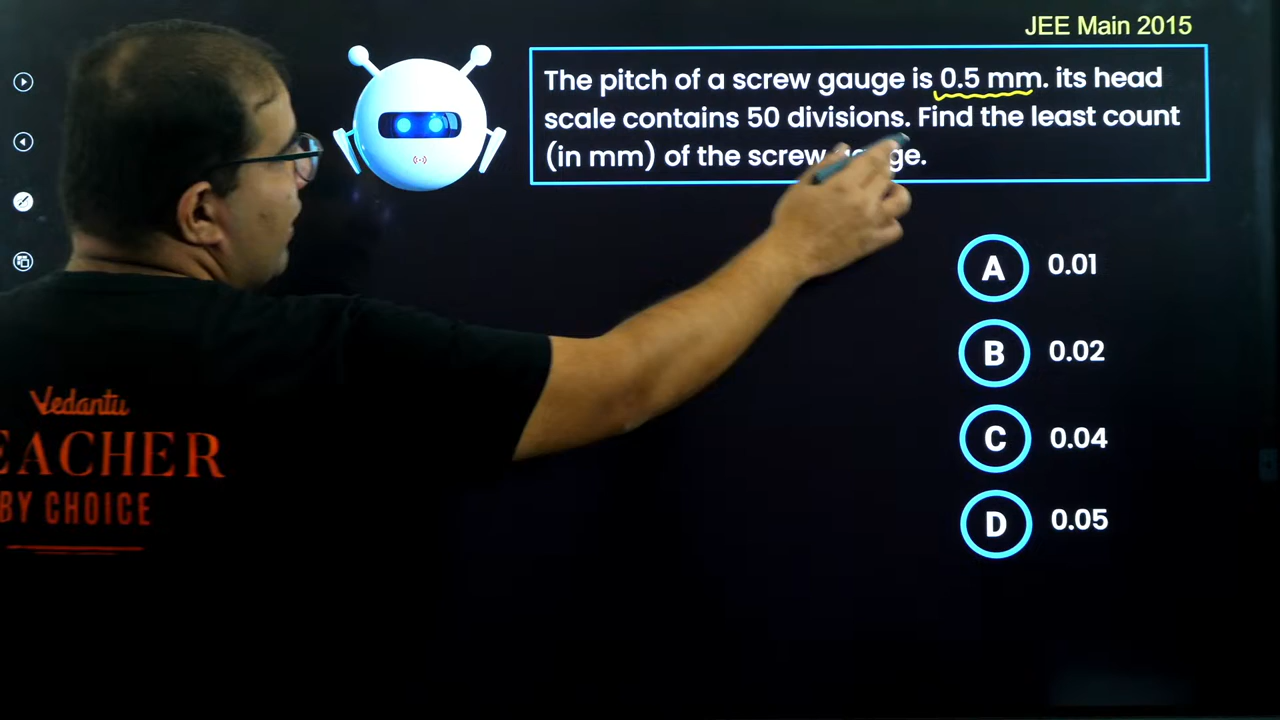 JEE Main 2015
The pitch of a screw gauge is 0.5 mm. its head
scale contains 50 divisions. Find the least count
(in mm) of the screw
A 0.01
B 0.02
C 0.04
D 0.05
Vedantu
EACHER
BY CHOICE